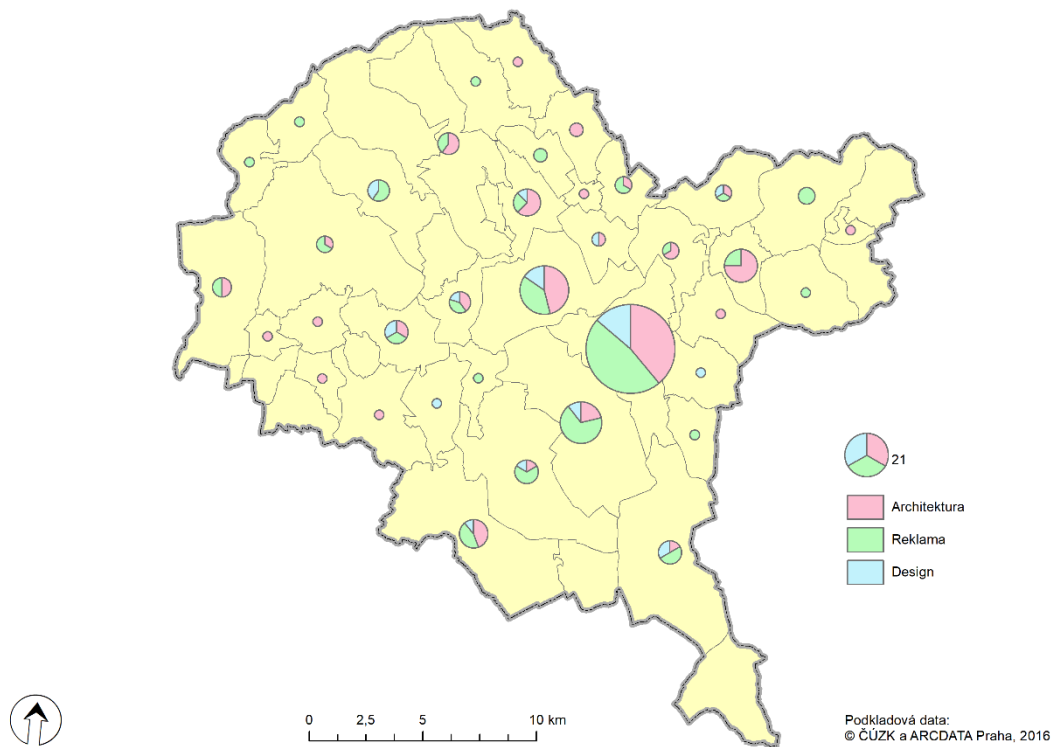 21
Architektura
Reklama
Design
0 2,5 5 10 km
Podkladová data:
© ČÚZK a ARCDATA Praha, 2016